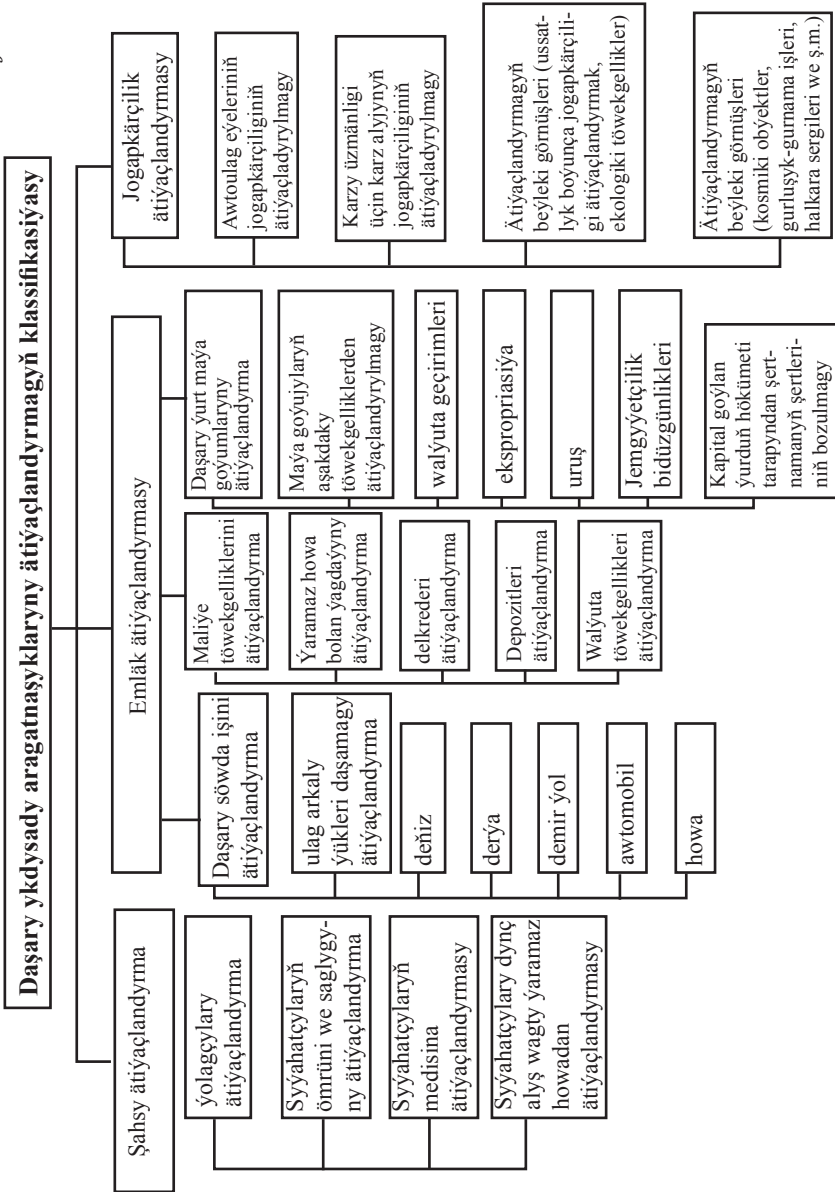 Daşary ykdysady aragatnaşyklaryny ätiýaçlandyrmagyň klassifikasiýasy
Şahsy ätiýaçlandyrma
ýolagçylary
ätiýaçlandyrma
Syýahatçylaryň
ömrüni we saglygy-
ny ätiýaçlandyrma
Syýahatçylaryň
medisina
ätiýaçlandyrmasy
Syýahatçylary dynç
alyş wagty ýaramaz
howadan
ätiýaçlandyrmasy
Emläk ätiýaçlandyrmasy
Daşary söwda işini
ätiýaçlandyrma
ulag arkaly
ýükleri daşamagy
ätiýaçlandyrma
deňiz
derýa
demir ýol
awtomobil
howa
Maliýe
töwekgelliklerini
ätiýaçlandyrma
Ýaramaz howa
bolan ýagdaýyny
ätiýaçlandyrma
delkrederi
ätiýaçlandyrma
Depozitleri
ätiýaçlandyrma
Walýuta
töwekgellikleri
ätiýaçlandyrma
Daşary ýurt maýa
goýumlaryny
ätiýaçlandyrma
Maýa goýujylaryň
aşakdaky
töwekgelliklerden
ätiýaçlandyrylmagy
walýuta geçirimleri
ekspropriasiýa
uruş
Jemgyýetçilik
bidüzgünlikleri
Kapital goýlan
ýurduň hökümeti
tarapyndan şert-
namanyň şertleri-
niň bozulmagy
Jogapkärçilik
ätiýaçlandyrmasy
Awtoulag eýeleriniň
jogapkärçiliginiň
ätiýaçladyrylmagy
Karzy üzmänligi
üçin karz alyjynyň
jogapkärçiliginiň
ätiýaçladyrylmagy
Ätiýaçlandyrmagyň
beýleki görnüşleri (ussat-
lyk boýunça jogapkärçili-
gi ätiýaçlandyrmak,
ekologiki töwekgellikler)
Ätiýaçlandyrmagyň
beýleki görnüşleri
(kosmiki obýektler,
gurluşyk-gurnama işleri,
halkara sergileri we ş.m.)